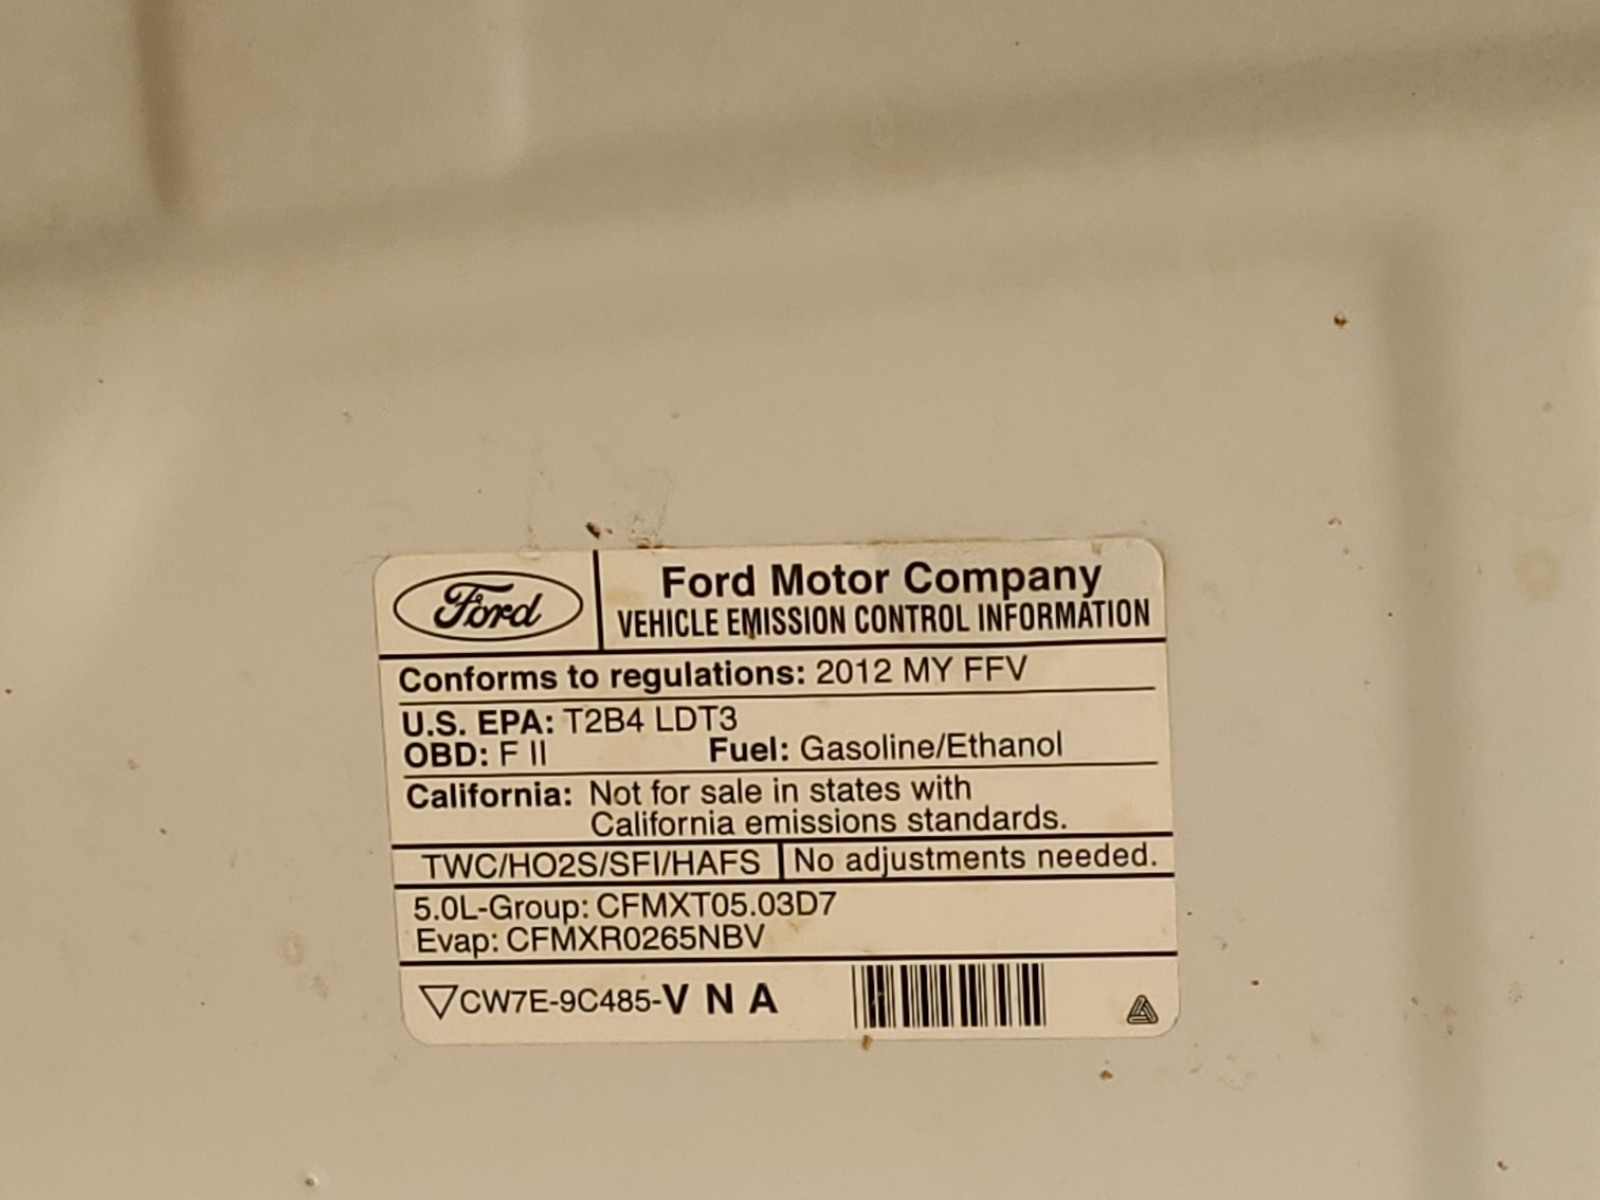 Ford
Ford Motor Company
VEHICLE EMISSION CONTROL INFORMATION
Conforms to regulations: 2012 MY FFV
U.S. EPA: T2B4 LDT3
OBD: F II Fuel: Gasoline/Ethanol
California: Not for sale in states with
California emissions standards.
TWC/HO2S/SFI/HAFS No adjustments needed.
5.0L-Group: CFMXT05.03D7
Evap: CFMXR0265NBV
▽CW7E-9C485-V N A